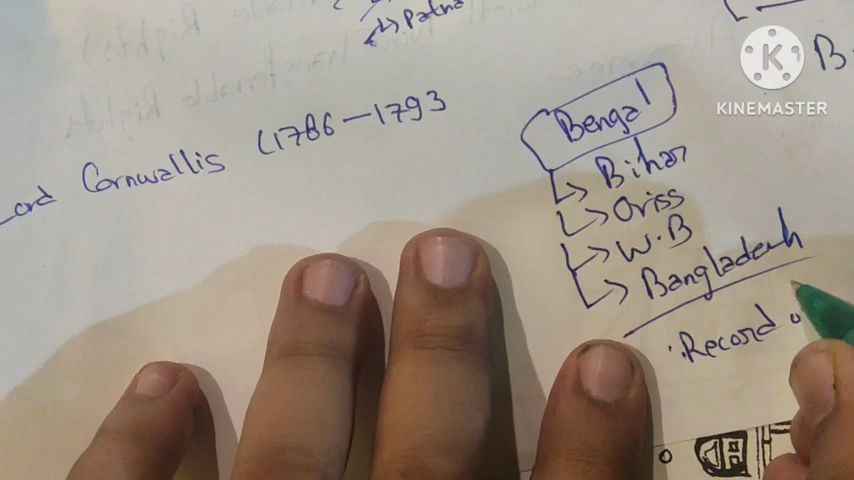 Patna
Lord Cornwallis (1786-1793
Bengal
Bihar
Oriss
W.B
Bangladesh
Record o
B
KINEMASTER